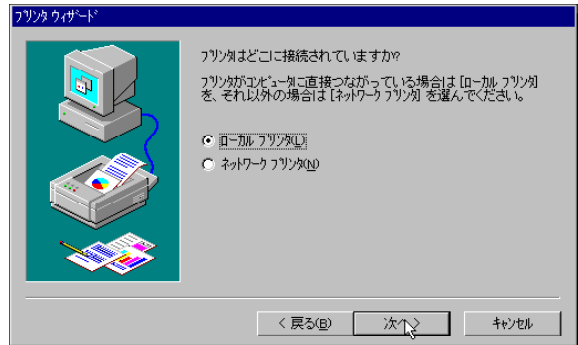 プリンタ ウィザード
プリンタはどこに接続されていますか?
プリンタがコンピュータに直接つながっている場合は [ローカル プリンタ]
を、それ以外の場合は [ネットワーク プリンタ] を選んでください。
ローカル プリンタ(L)
ネットワーク プリンタ(N)
< 戻る(B)
次へ >
キャンセル